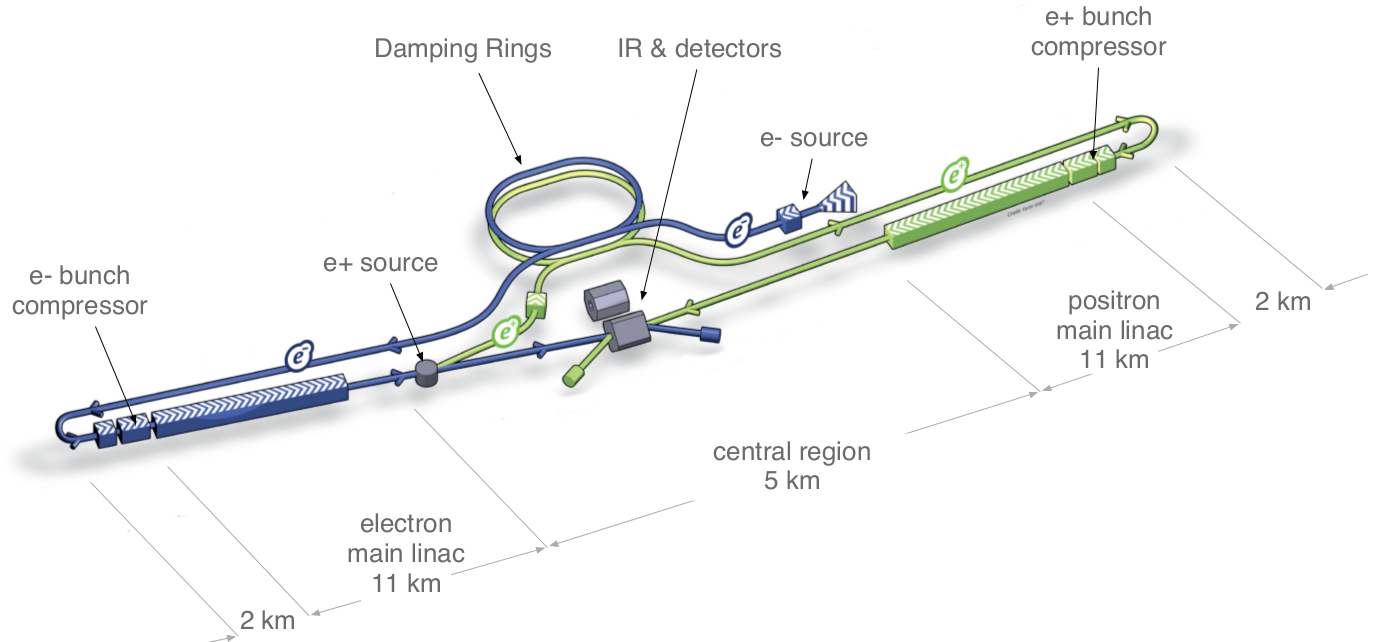 e+ bunch
compressor
Damping Rings
IR & detectors
e- source
e+
e-
e+ source
e- bunch
compressor
e+
e-
positron
main linac
11 km
2 km
central region
5 km
electron
main linac
11 km
2 km